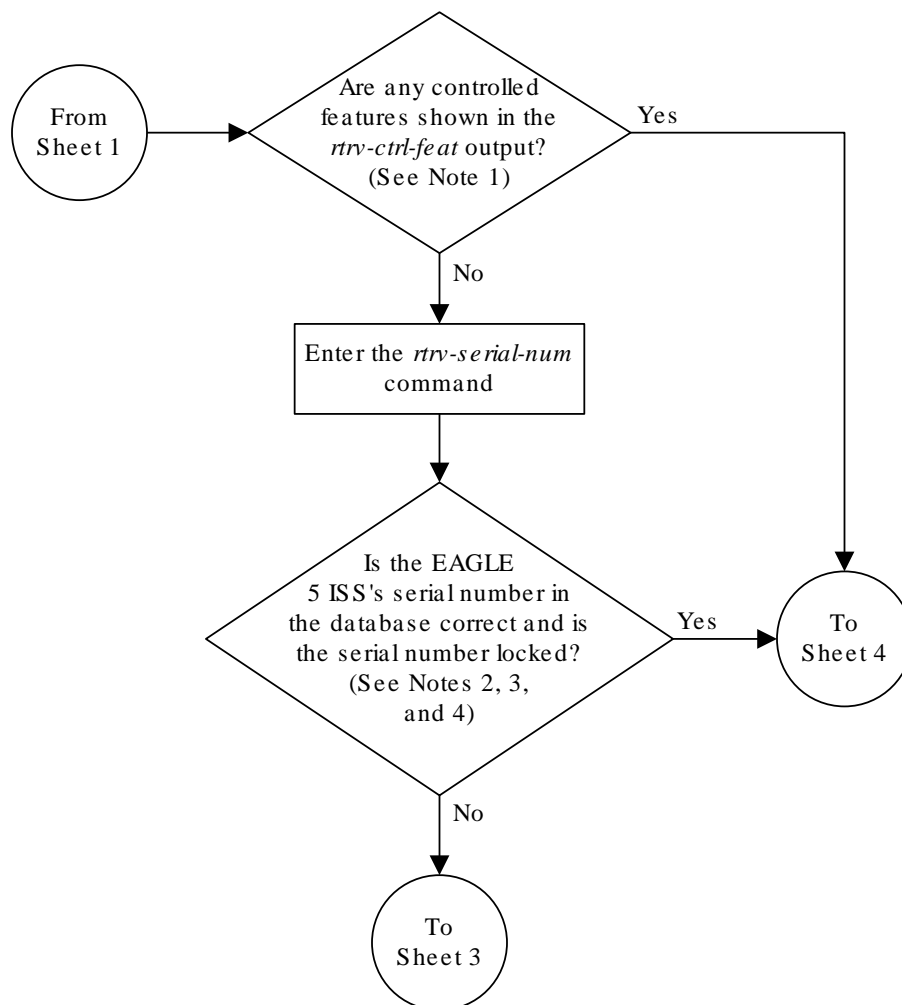 From
Sheet 1
Are any controlled
features shown in the
rtrv-ctrl-feat output?
(See Note 1)
Yes
No
Enter the rtrv-serial-num
command
Is the EAGLE
5 ISS's serial number in
the database correct and is
the serial number locked?
(See Notes 2, 3,
and 4)
Yes
To
Sheet 4
No
To
Sheet 3